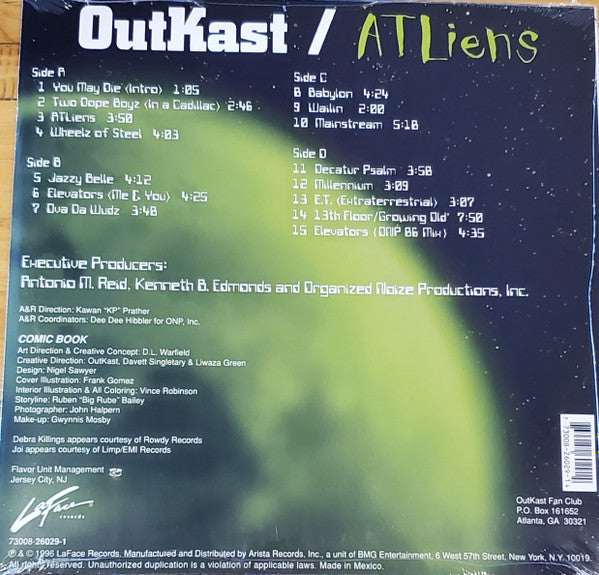 OutKast / ATLiens
Side A
1 You May Die (Intro) 1:05
2 Two Dope Boyz (In a Cadillac) 2:46
3 ATLiens 3:50
4 Wheelz of Steel 4:03
Side B
5 Jazzy Belle 4:12
6 Elevators (Me & You) 4:25
7 Ova Da Wudz 3:48
Side C
8 Babylon 4:24
9 Wailin 2:00
10 Mainstream 5:18
Side D
11 Decatur Psalm 3:58
12 Millennium 3:09
13 E.T. (Extraterrestrial) 3:07
14 13th Floor/Growing Old' 7:50
15 Elevators (ONP 86 Mix) 4:35
Executive Producers:
Antonio M. Reid, Kenneth B. Edmonds and Organized Noize Productions, Inc.
A&R Direction: Kawan "KP" Prather
A&R Coordinators: Dee Dee Hibbler for ONP, Inc.
COMIC BOOK
Art Direction & Creative Concept: D.L. Warfield
Creative Direction: OutKast, Davett Singletary & Liwaza Green
Design: Nigel Sawyer
Cover Illustration: Frank Gomez
Interior Illustration & All Coloring: Vince Robinson
Storline: Ruben "Big Rube" Bailey
Photographer: John Halpern
Make-up: Gwynnis Mosby
Debra Killings appears courtesy of Rowdy Records
Joi appears courtesy of Limp/EMI Records
Flavor Unit Management
Jersey City, NJ
LaFace
records
73008-26029-1
7 73008-26029-1
OutKast Fan Club
P.O. Box 161652
Atlanta, GA 30321
℗ & © 1996 LaFace Records. Manufactured and Distributed by Arista Records, Inc., a unit of BMG Entertainment, 6 West 57th Street, New York, N.Y. 10019.
All rights reserved. Unauthorized duplication is a violation of applicable laws. Made in Mexico.